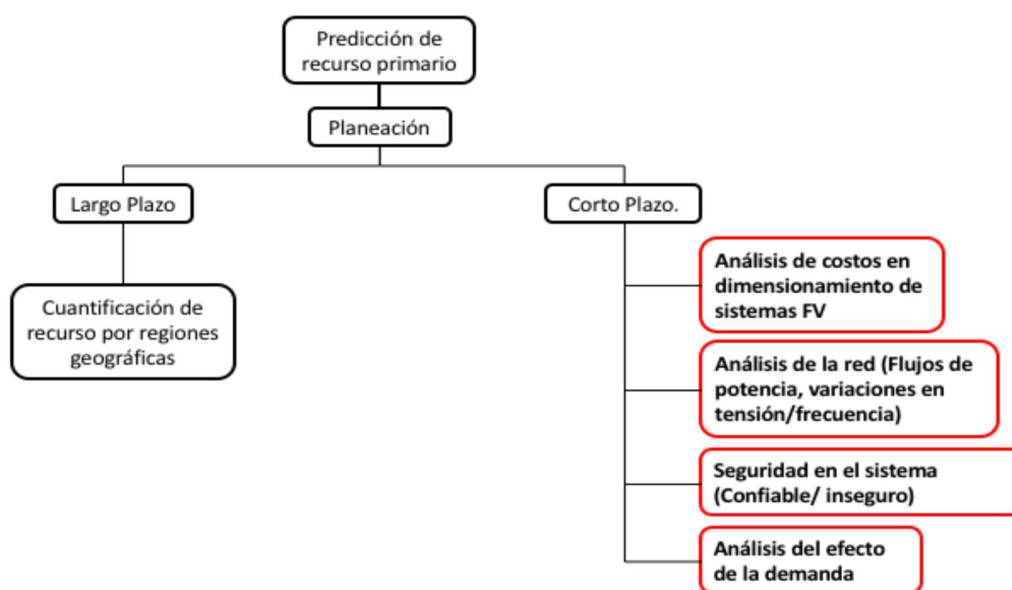 Predicción de
recurso primario
Planeación
Largo Plazo
Corto Plazo.
Cuantificación de
recurso por regiones
geográficas
Análisis de costos en
dimensionamiento de
sistemas FV
Análisis de la red (Flujos de
potencia, variaciones en
tensión/frecuencia)
Seguridad en el sistema
(Confiable/ inseguro)
Análisis del efecto
de la demanda